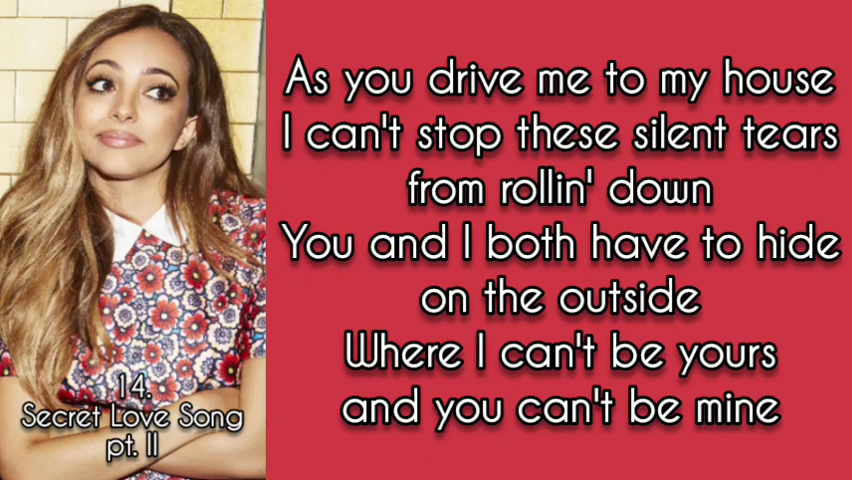 As you drive me to my house
I can't stop these silent tears
from rollin' down
You and I both have to hide
on the outside
Where I can't be yours
and you can't be mine
14.
Secret Love Song
pt. II